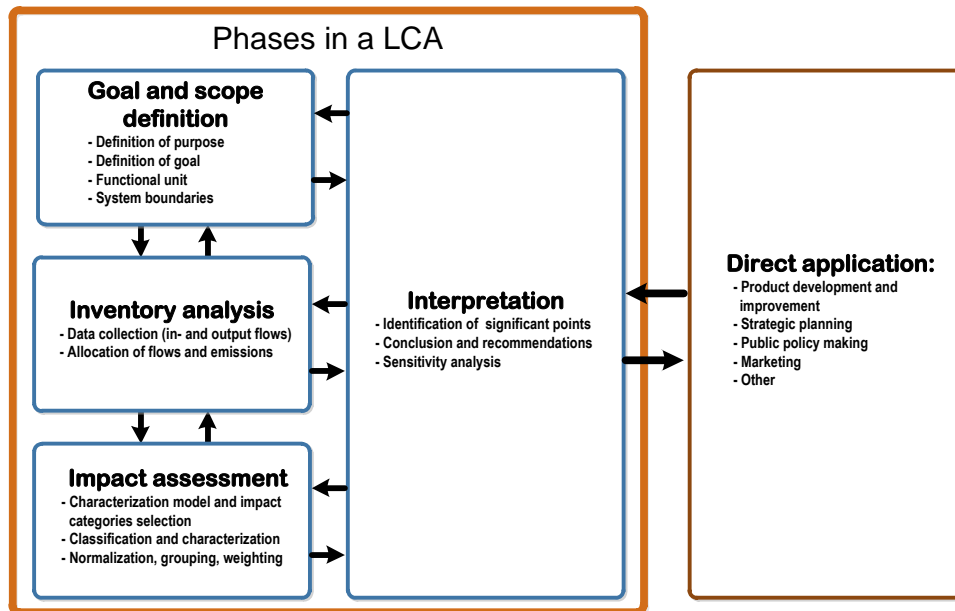 Phases in a LCA
Goal and scope
definition
- Definition of purpose
- Definition of goal
- Functional unit
- System boundaries
Inventory analysis
- Data collection (in- and output flows)
- Allocation of flows and emissions
Impact assessment
- Characterization model and impact
categories selection
- Classification and characterization
- Normalization, grouping, weighting
Interpretation
- Identification of significant points
- Conclusion and recommendations
- Sensitivity analysis
Direct application:
- Product development and
improvement
- Strategic planning
- Public policy making
- Marketing
- Other